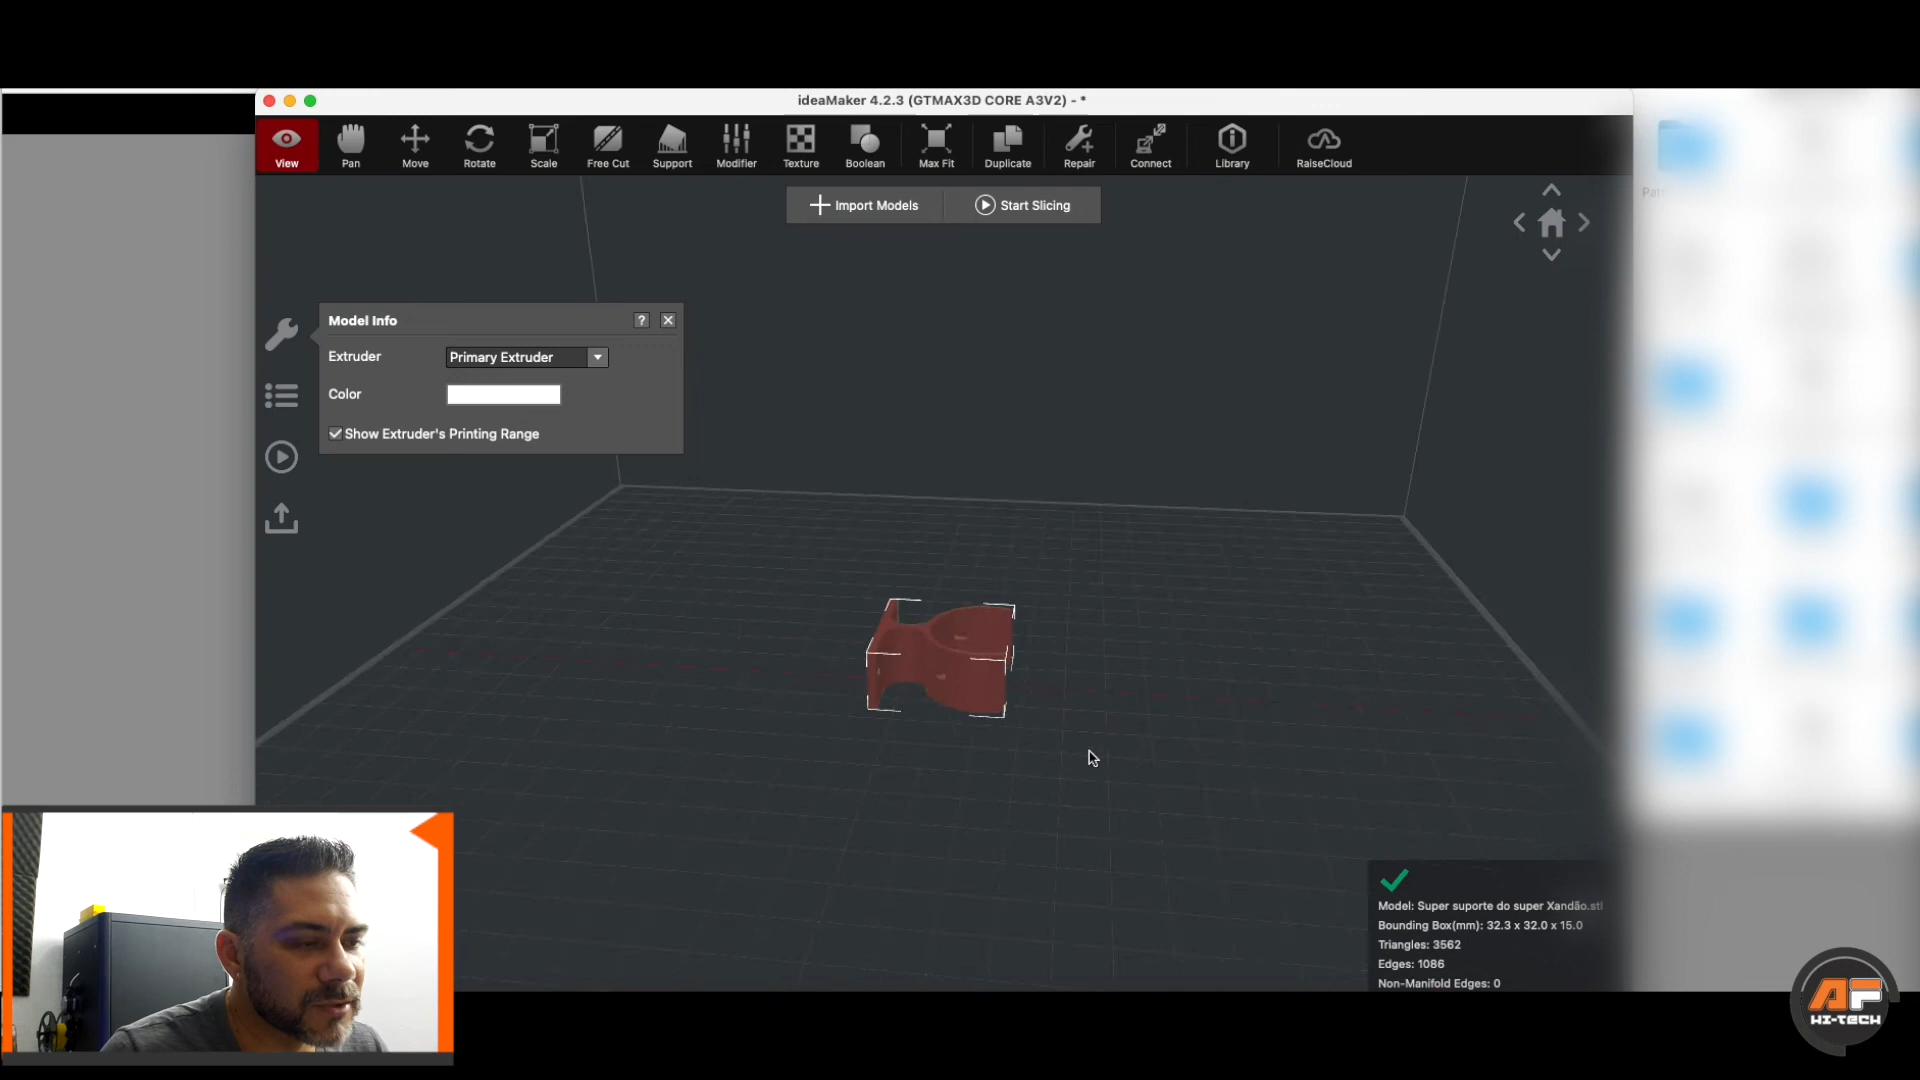 ideaMaker 4.2.3 (GTMAX3D CORE A3V2) - *
View Pan Move Rotate Scale Free Cut Support Modifier Texture Boolean Max Fit Duplicate Repair Connect Library RaiseCloud
Import Models Start Slicing
Model Info ?
Extruder Primary Extruder
Color
Show Extruder's Printing Range
Model: Super suporte do super Xandão.stl
Bounding Box(mm): 32.3 x 32.0 x 15.0
Triangles: 3562
Edges: 1086
Non-Manifold Edges: 0
AF
HI-TECH